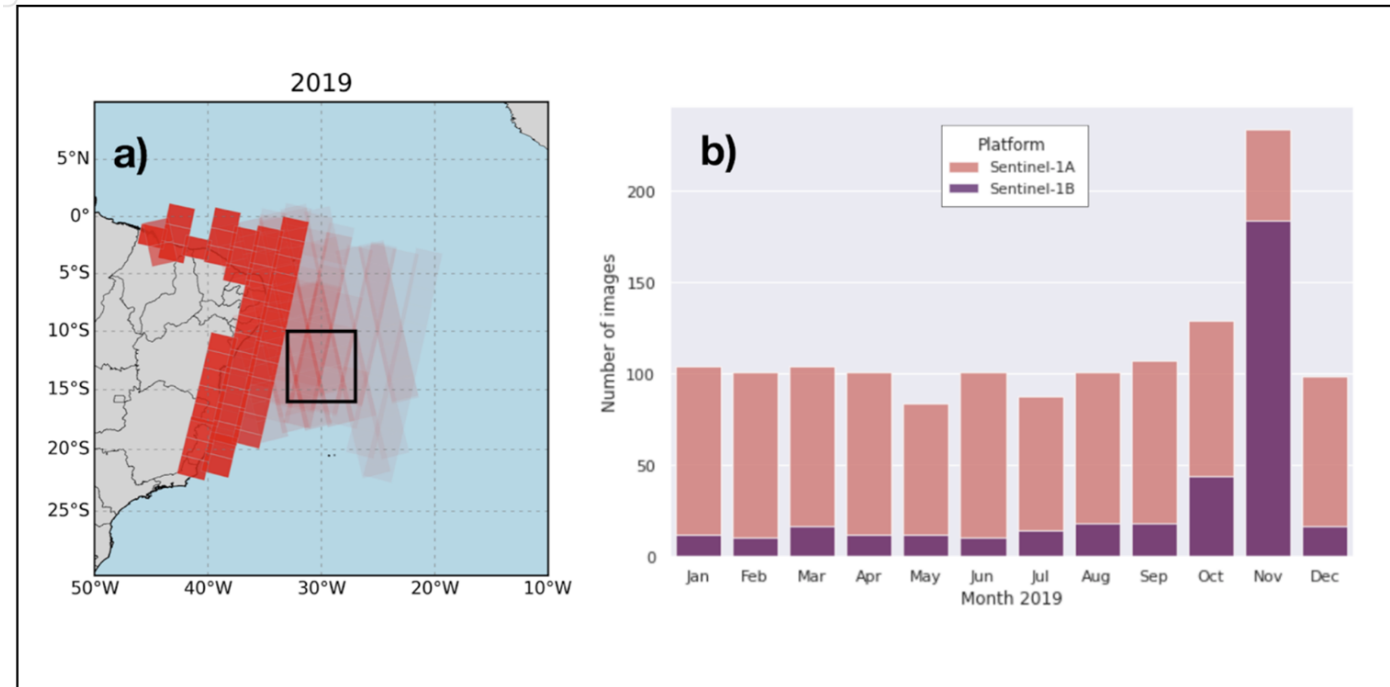 2019
a)
5°N
0°
5°S
10°S
15°S
20°S
25°S
50°W 40°W 30°W 20°W 10°W
b)
Platform
Sentinel-1A
Sentinel-1B
Number of images
200
150
100
50
0
Jan Feb Mar Apr May Jun Jul Aug Sep Oct Nov Dec
Month 2019